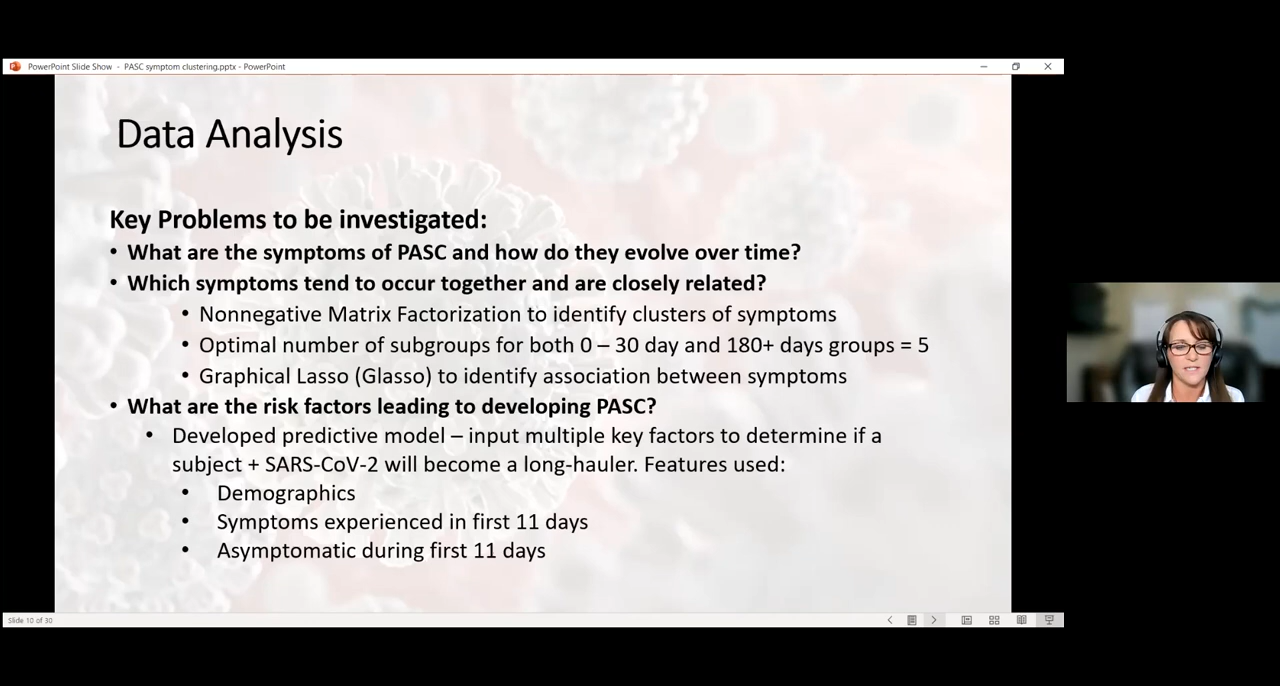 PowerPoint Slide Show - PASC symptom clustering.pptx - PowerPoint
Data Analysis
Key Problems to be investigated:
• What are the symptoms of PASC and how do they evolve over time?
• Which symptoms tend to occur together and are closely related?
• Nonnegative Matrix Factorization to identify clusters of symptoms
• Optimal number of subgroups for both 0 – 30 day and 180+ days groups = 5
• Graphical Lasso (Glasso) to identify association between symptoms
• What are the risk factors leading to developing PASC?
• Developed predictive model – input multiple key factors to determine if a
subject + SARS-CoV-2 will become a long-hauler. Features used:
• Demographics
• Symptoms experienced in first 11 days
• Asymptomatic during first 11 days
Slide 10 of 30